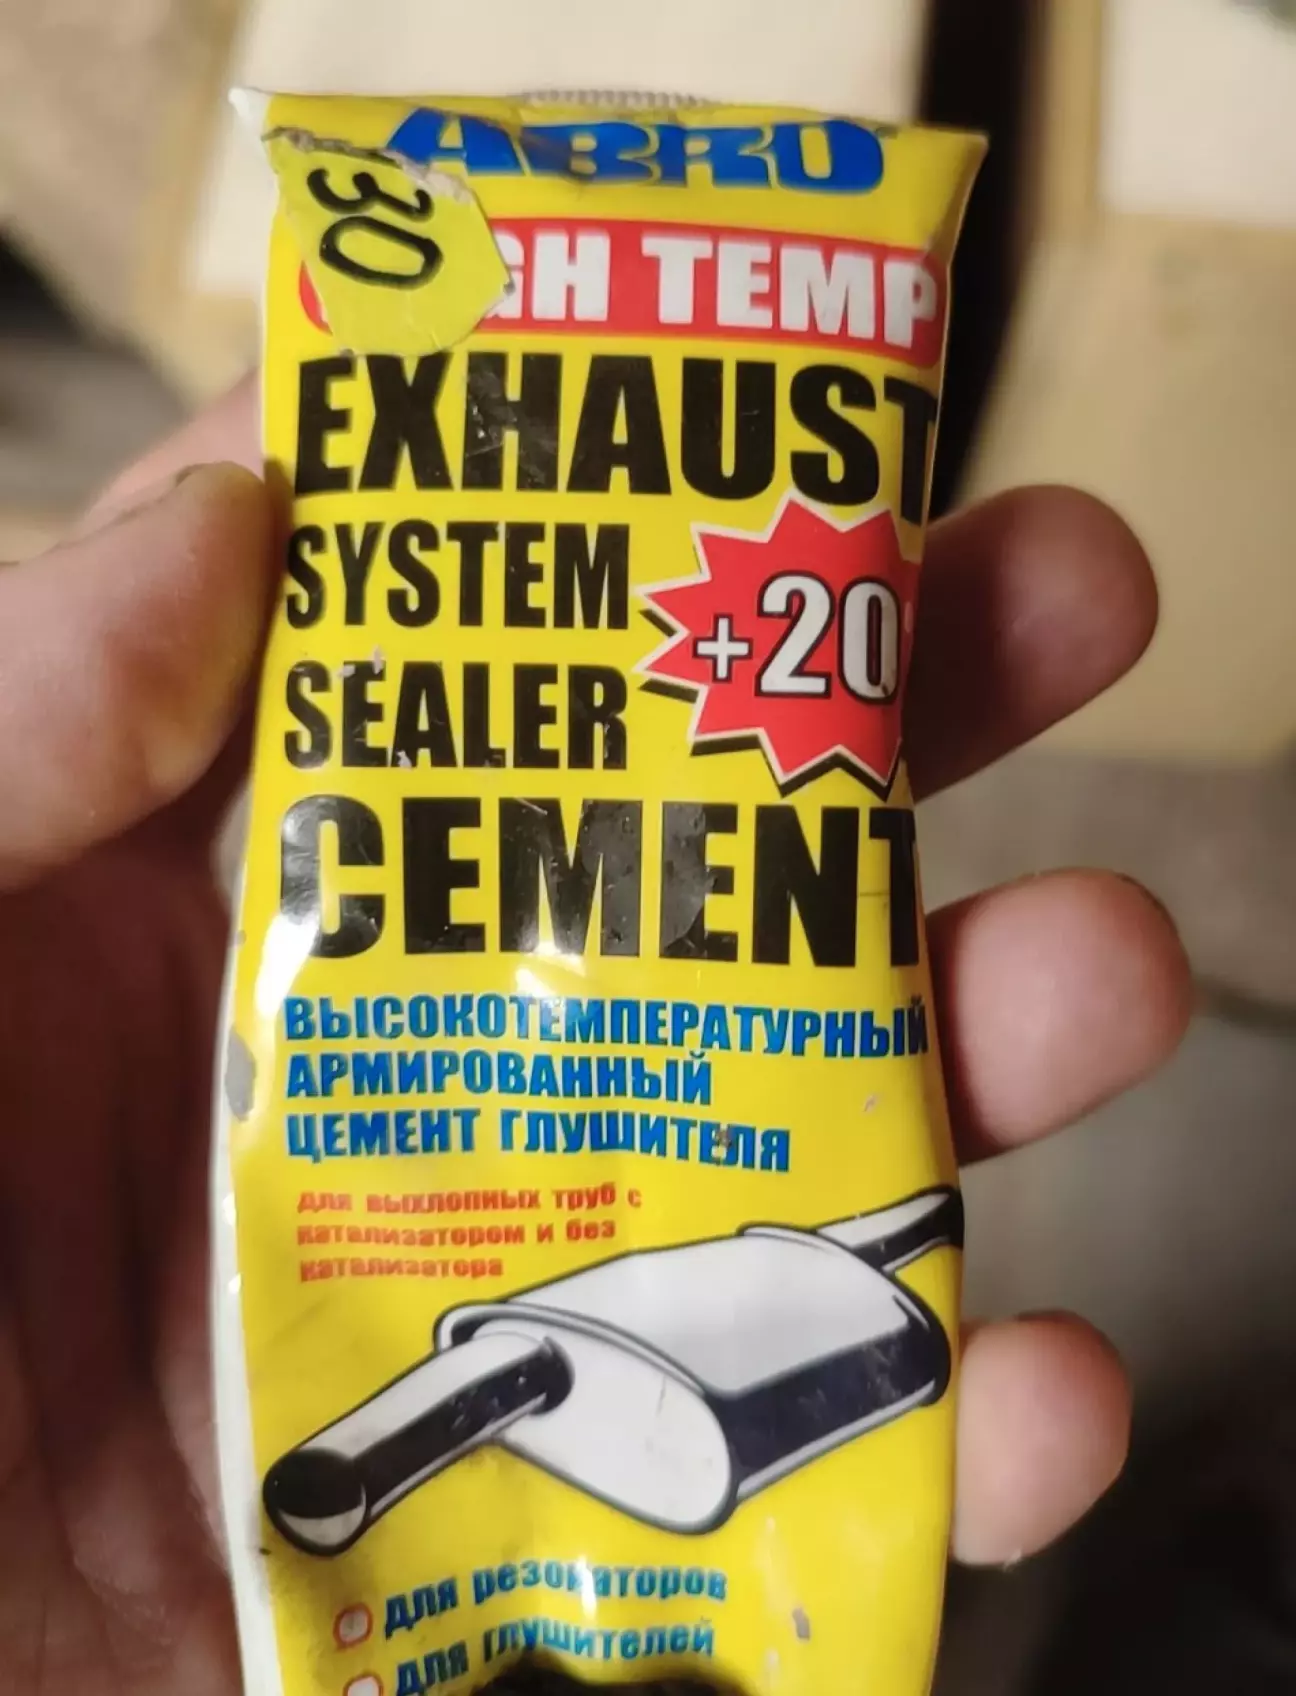 ABRO
30
HIGH TEMP
EXHAUST
SYSTEM
SEALER
+20
CEMENT
ВЫСОКОТЕМПЕРАТУРНЫЙ
АРМИРОВАННЫЙ
ЦЕМЕНТ ГЛУШИТЕЛЯ
для выхлопных труб с
катализатором и без
катализатора
для резонаторов
для глушителей